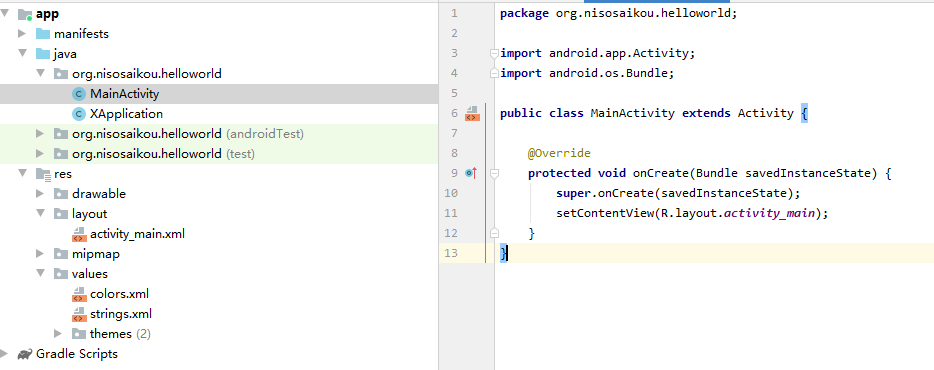 app
manifests
java
org.nisosaikou.helloworld
MainActivity
XApplication
org.nisosaikou.helloworld (androidTest)
org.nisosaikou.helloworld (test)
res
drawable
layout
activity_main.xml
mipmap
values
colors.xml
strings.xml
themes (2)
Gradle Scripts
1 package org.nisosaikou.helloworld;
2
3 import android.app.Activity;
4 import android.os.Bundle;
5
6 public class MainActivity extends Activity {
7
8 @Override
9 protected void onCreate(Bundle savedInstanceState) {
10 super.onCreate(savedInstanceState);
11 setContentView(R.layout.activity_main);
12 }
13 }